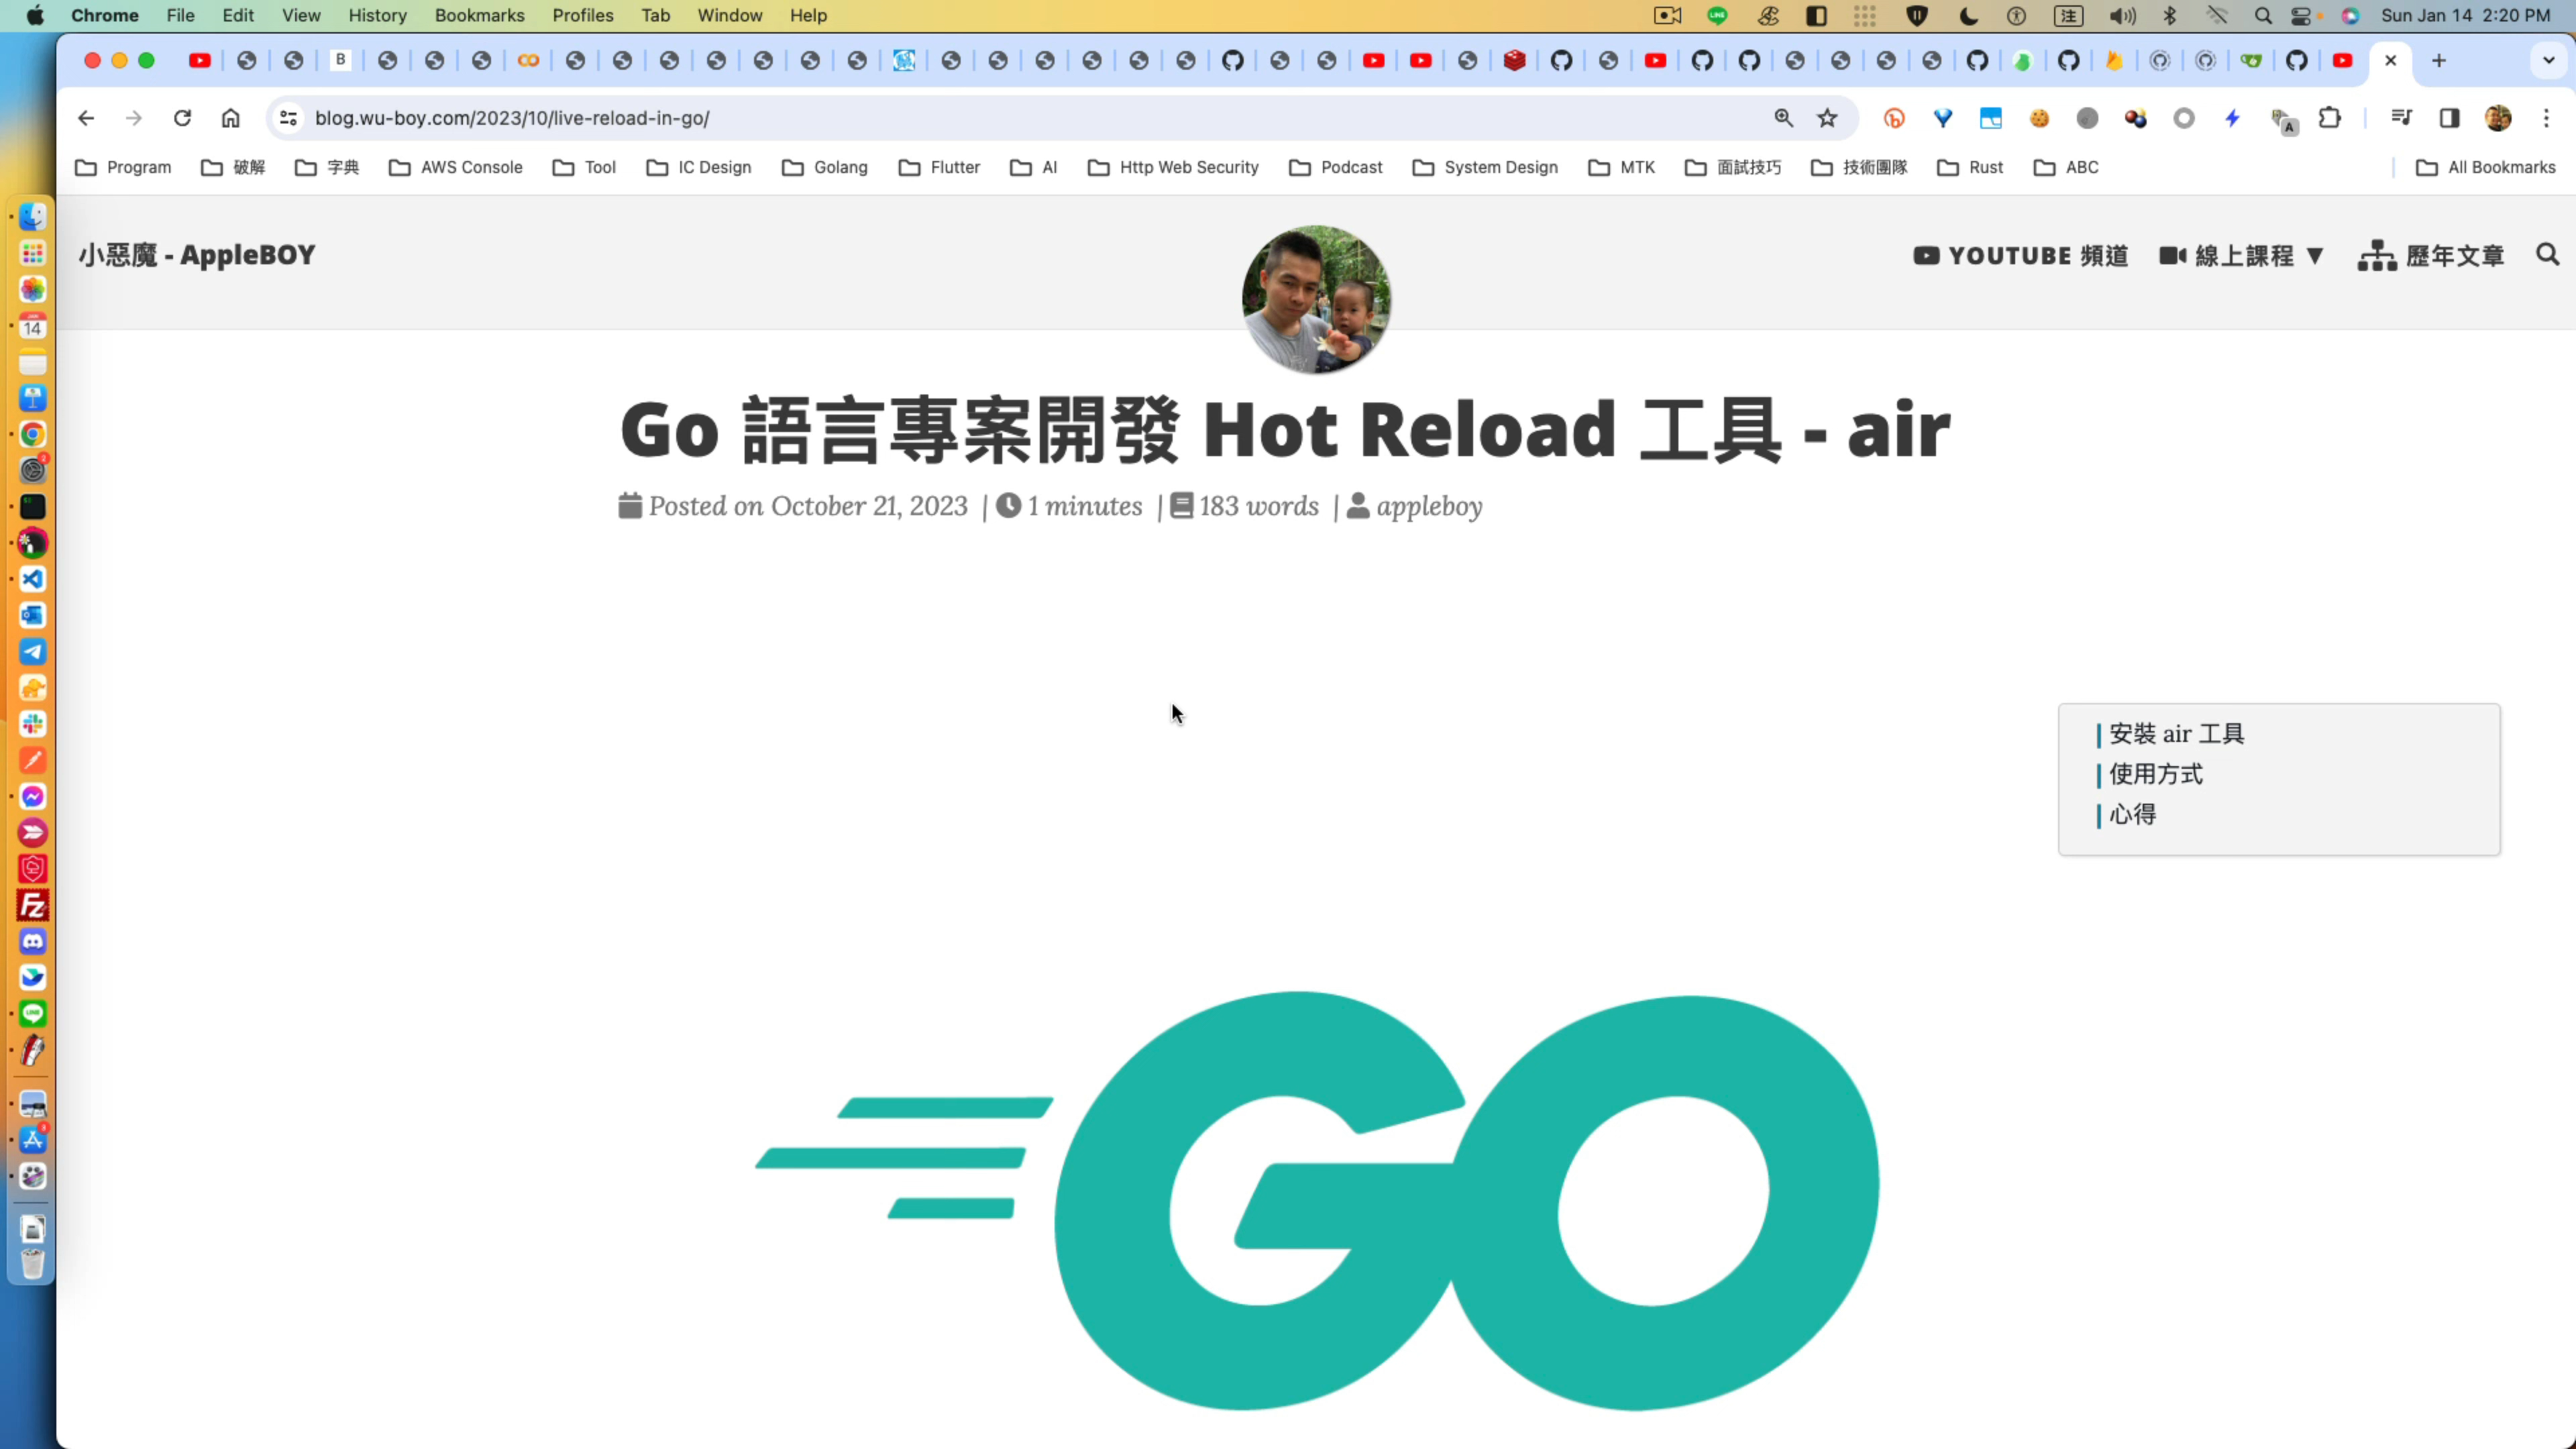 Chrome File Edit View History Bookmarks Profiles Tab Window Help 注 Sun Jan 14 2:20 PM
B
blog.wu-boy.com/2023/10/live-reload-in-go/ A
Program 破解 字典 AWS Console Tool IC Design Golang Flutter AI Http Web Security Podcast System Design MTK 面試技巧 技術團隊 Rust ABC All Bookmarks
小惡魔 - AppleBOY
YOUTUBE 頻道 線上課程 ▼ 歷年文章
Go 語言專案開發 Hot Reload 工具 - air
Posted on October 21, 2023 | 1 minutes | 183 words | appleboy
安裝 air 工具
使用方式
心得
GO
14